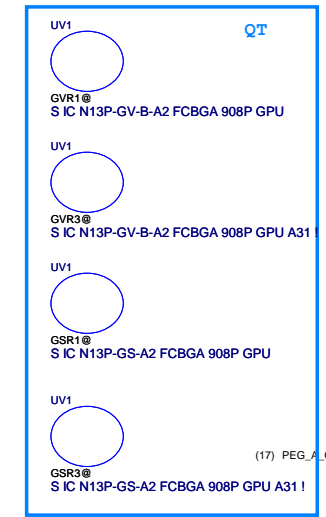 QT
UV1
GVR1@
S IC N13P-GV-B-A2 FCBGA 908P GPU
UV1
GVR3@
S IC N13P-GV-B-A2 FCBGA 908P GPU A31 !
UV1
GSR1@
S IC N13P-GS-A2 FCBGA 908P GPU
UV1
(17) PEG_A_
GSR3@
S IC N13P-GS-A2 FCBGA 908P GPU A31 !